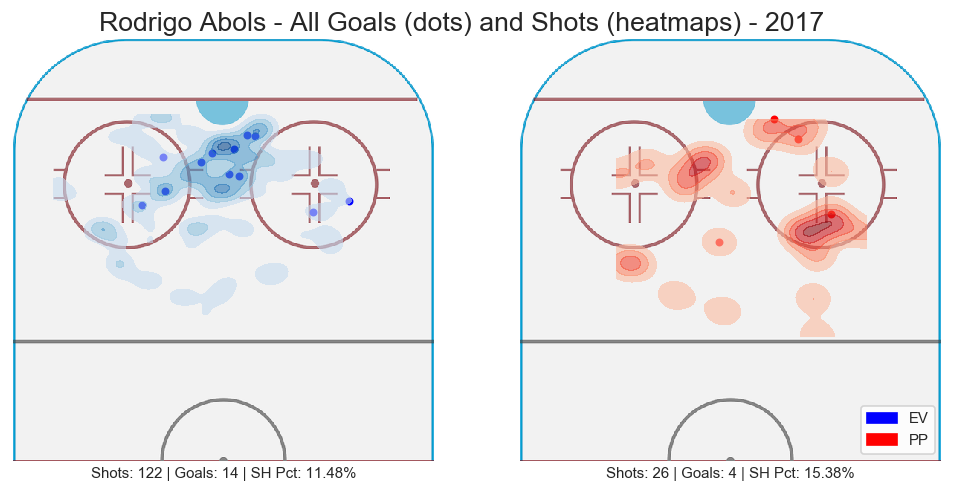 Rodrigo Abols - All Goals (dots) and Shots (heatmaps) - 2017
EV
PP
Shots: 122 | Goals: 14 | SH Pct: 11.48%
Shots: 26 | Goals: 4 | SH Pct: 15.38%